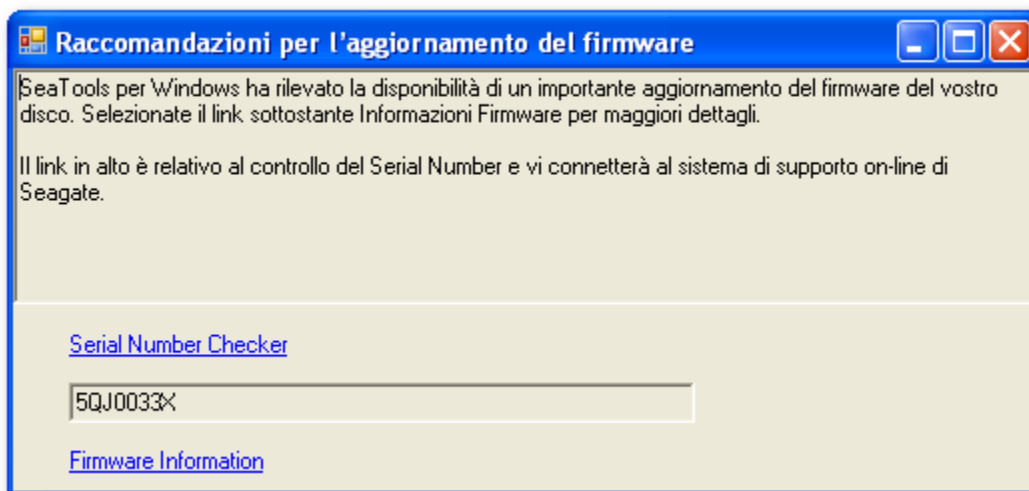 Raccomandazioni per l'aggiornamento del firmware
SeaTools per Windows ha rilevato la disponibilità di un importante aggiornamento del firmware del vostro
disco. Selezionate il link sottostante Informazioni Firmware per maggiori dettagli.
Il link in alto è relativo al controllo del Serial Number e vi connetterà al sistema di supporto on-line di
Seagate.
Serial Number Checker
5QJ0033X
Firmware Information